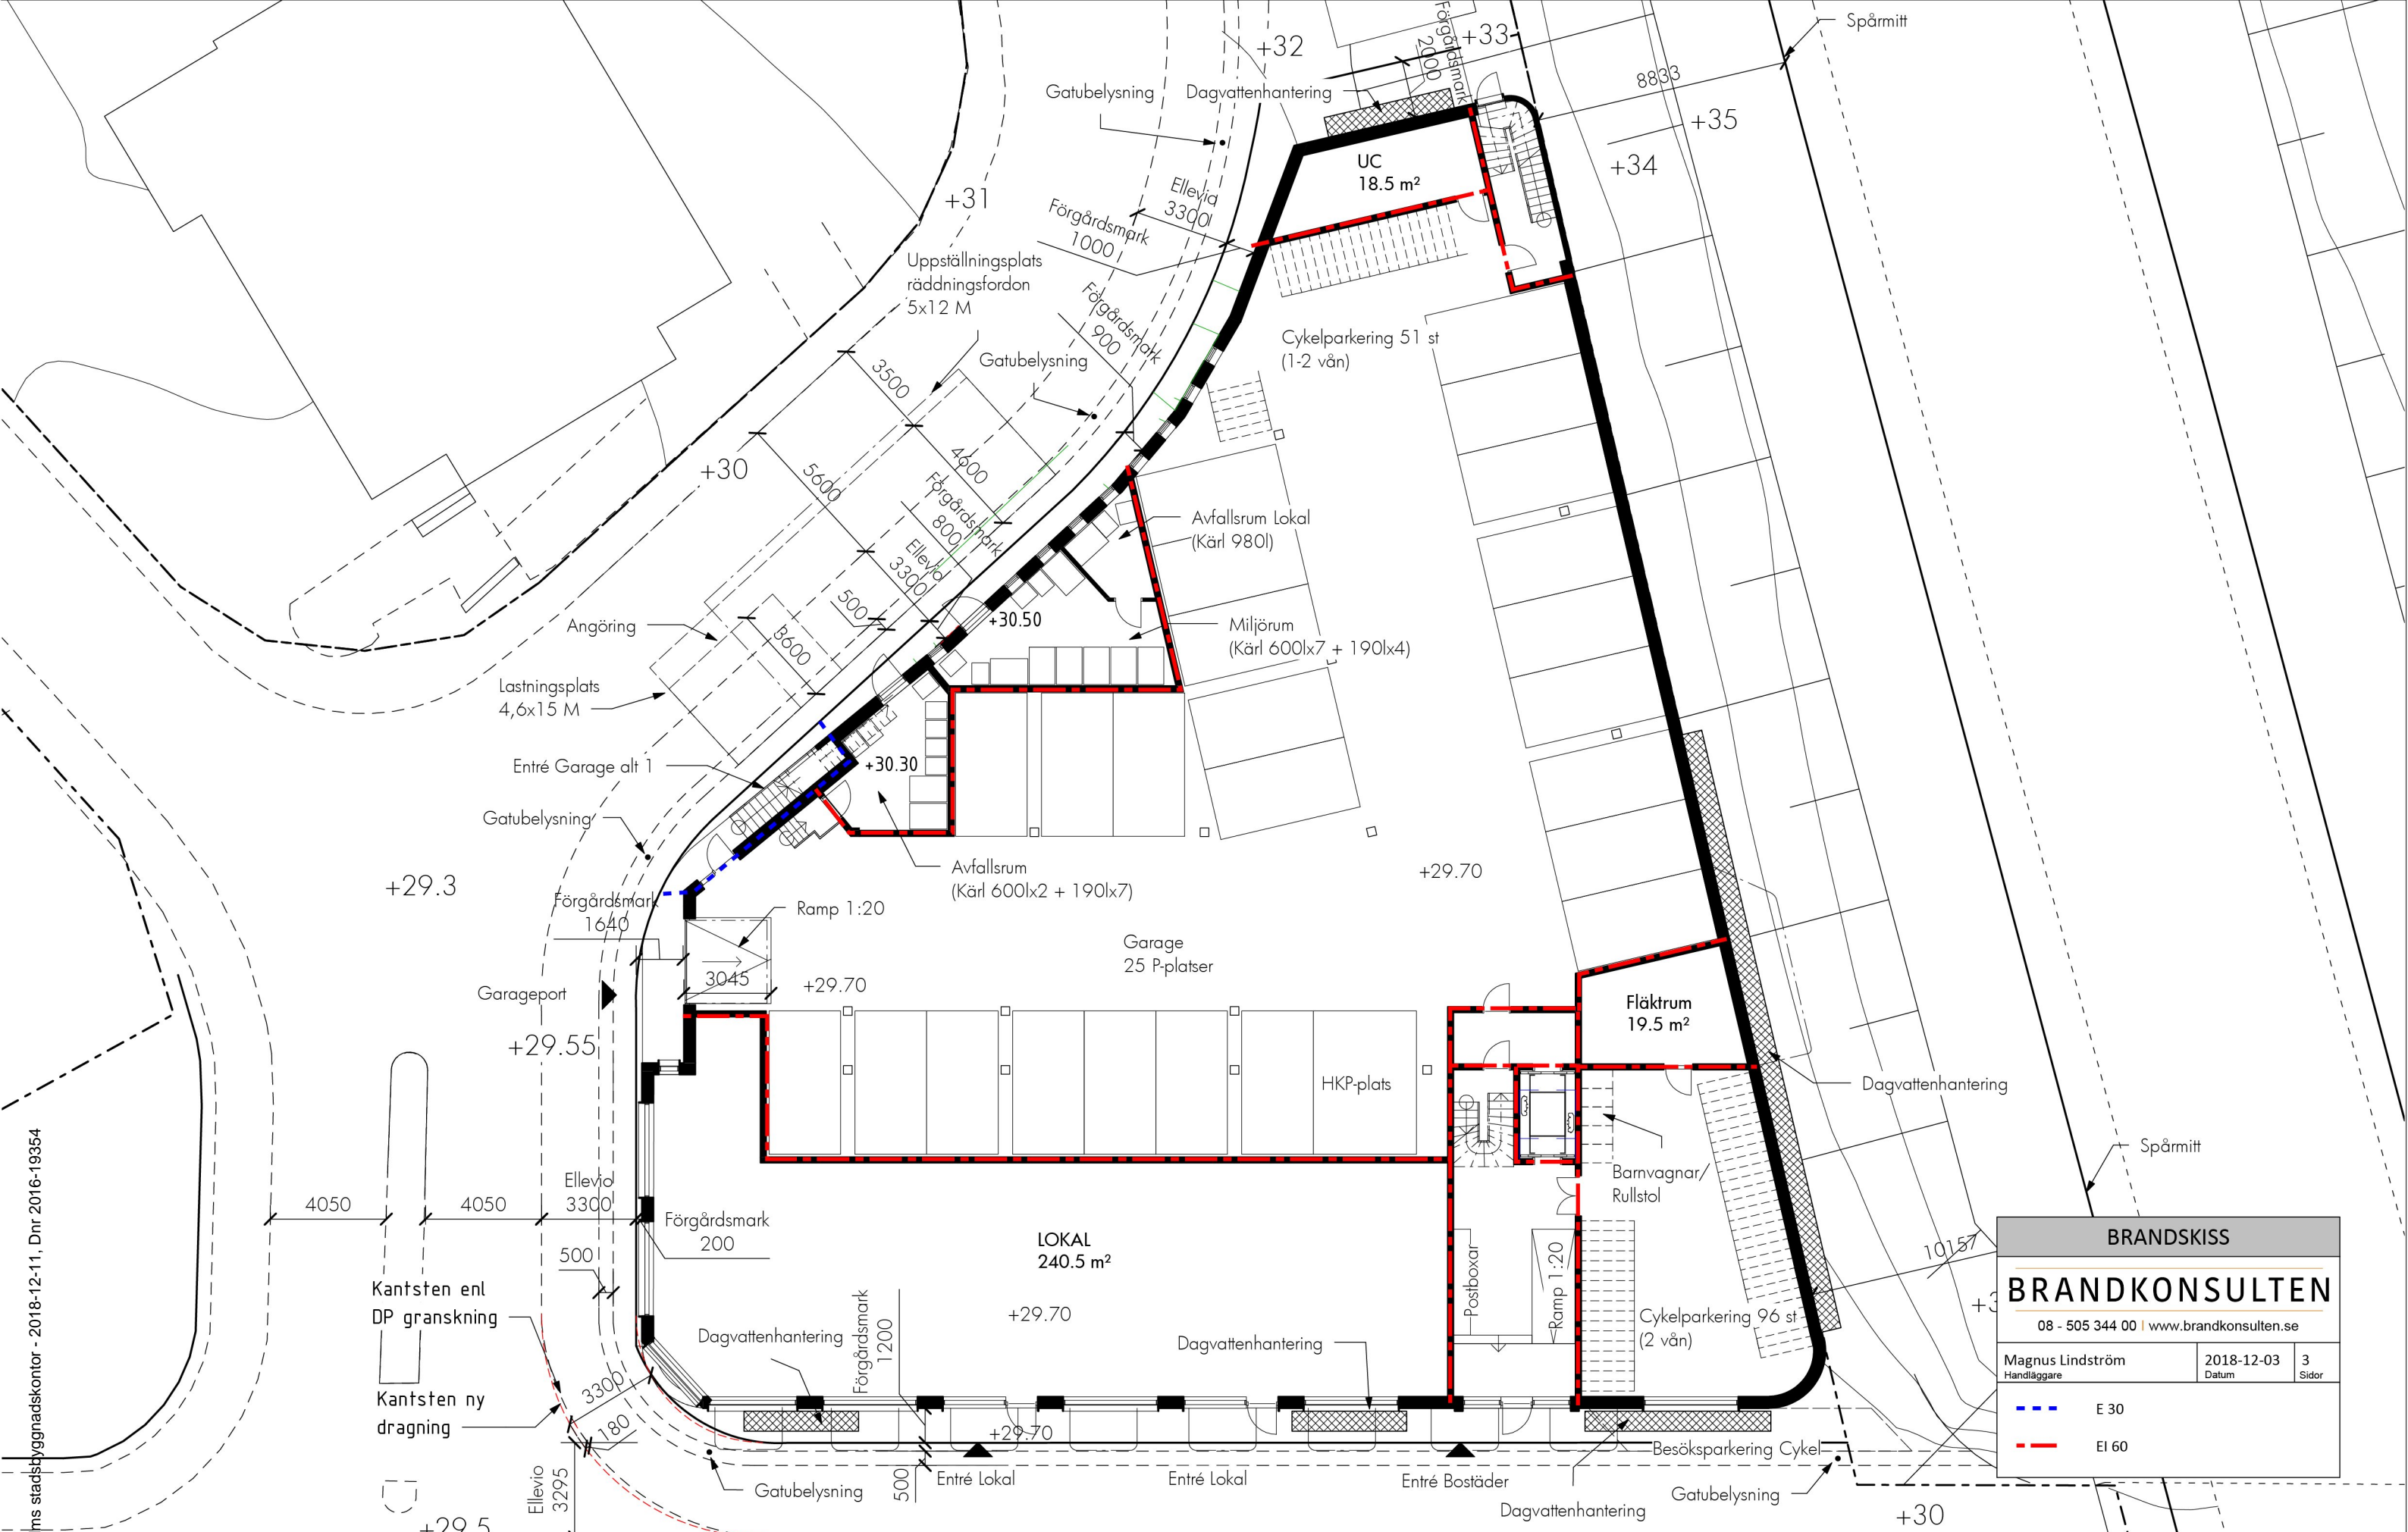 Spårmitt
+32
+33
Förgårdsmark
2000
8833
Gatubelysning
Dagvattenhantering
+35
+34
UC
18.5 m²
+31
Ellevio
3300
Förgårdsmark
1000
Uppställningsplats
räddningsfordon
5x12 M
Förgårdsmark
900
Cykelparkering 51 st
(1-2 vån)
Gatubelysning
3500
+30
5600
4600
Förgårdsmark
800
Ellevio
3300
500
3600
Avfallsrum Lokal
(Kärl 980l)
+30.50
Miljörum
(Kärl 600lx7 + 190lx4)
Angöring
Lastningsplats
4,6x15 M
Entré Garage alt 1
+30.30
Gatubelysning
Avfallsrum
(Kärl 600lx2 + 190lx7)
+29.70
+29.3
Förgårdsmark
1640
Ramp 1:20
Garage
25 P-platser
3045
+29.70
Garageport
Fläktrum
19.5 m²
+29.55
HKP-plats
Dagvattenhantering
Spårmitt
Barnvagnar/
Rullstol
4050
4050
Ellevio
3300
Förgårdsmark
200
LOKAL
240.5 m²
500
Postboxar
Ramp 1:20
10157
Kantsten enl
DP granskning
+29.70
Förgårdsmark
1200
Dagvattenhantering
Dagvattenhantering
Cykelparkering 96 st
(2 vån)
Kantsten ny
dragning
3300
180
+29.70
Besöksparkering Cykel
Ellevio
3295
Gatubelysning
500
Entré Lokal
Entré Lokal
Entré Bostäder
Dagvattenhantering
Gatubelysning
+29.5
+30
ms stadsbyggnadskontor - 2018-12-11, Dnr 2016-19354
BRANDSKISS
BRANDKONSULTEN
08 - 505 344 00 | www.brandkonsulten.se
Magnus Lindström
Handläggare
2018-12-03
Datum
3
Sidor
E 30
EI 60